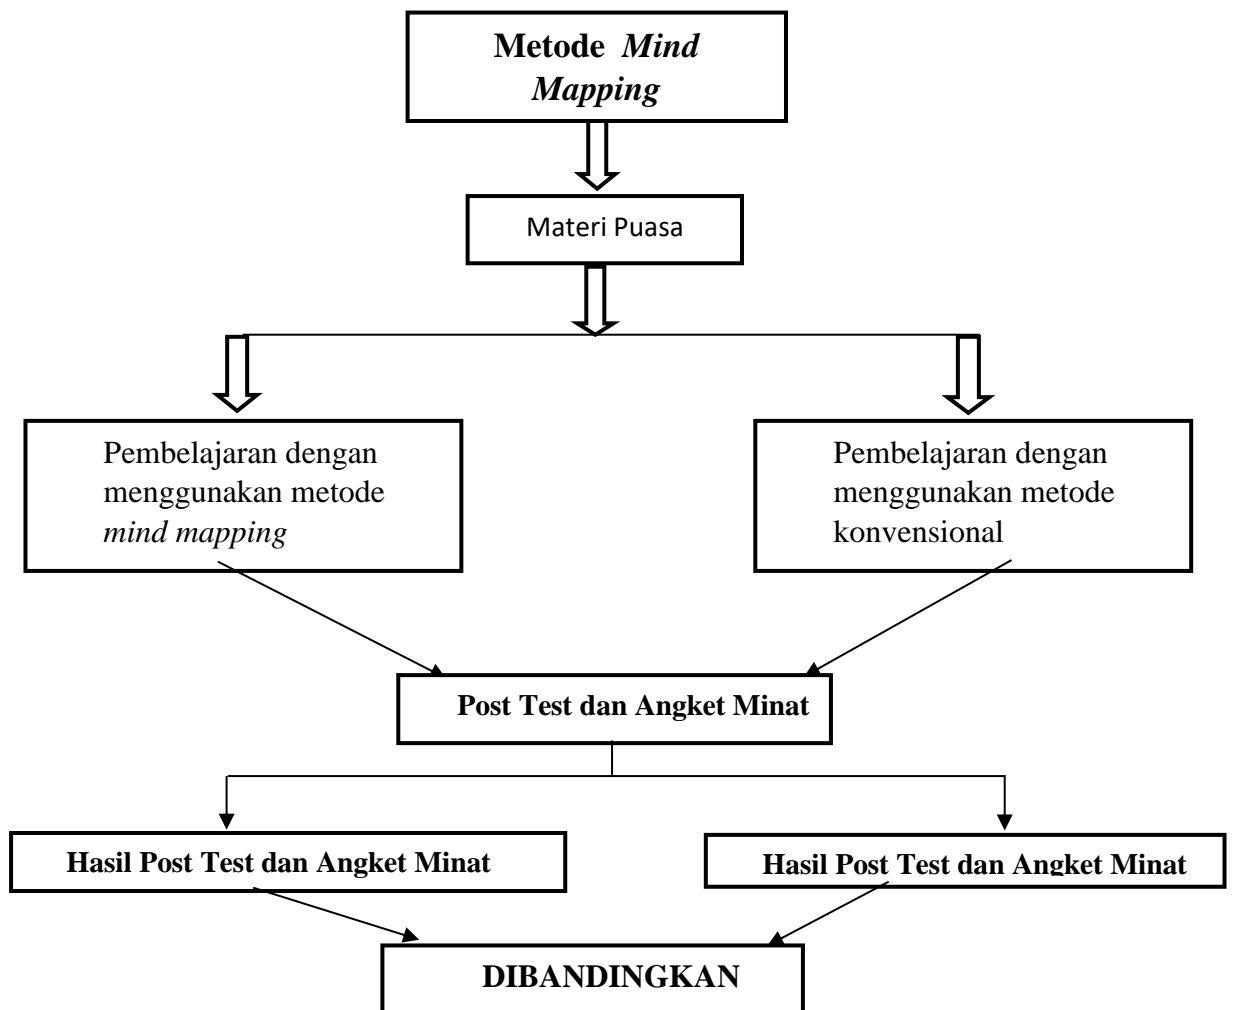 Metode Mind
Mapping
Materi Puasa
Pembelajaran dengan
menggunakan metode
mind mapping
Pembelajaran dengan
menggunakan metode
konvensional
Post Test dan Angket Minat
Hasil Post Test dan Angket Minat
Hasil Post Test dan Angket Minat
DIBANDINGKAN